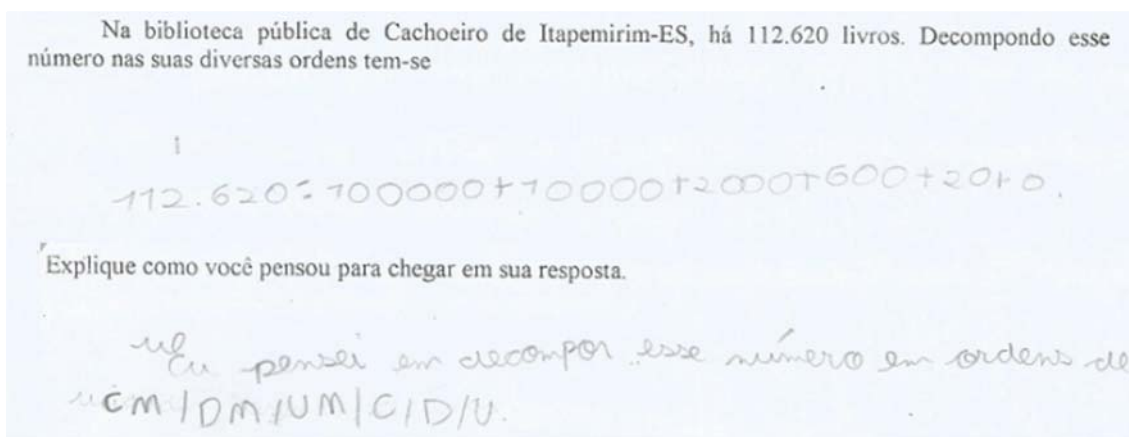 Na biblioteca pública de Cachoeiro de Itapemirim-ES, há 112.620 livros. Decompondo esse
número nas suas diversas ordens tem-se
112.620=100000+10000+2000+600+20+0.
Explique como você pensou para chegar em sua resposta.
Eu pensei em decompor esse número em ordens de
CM/DM/UM/C/D/U.